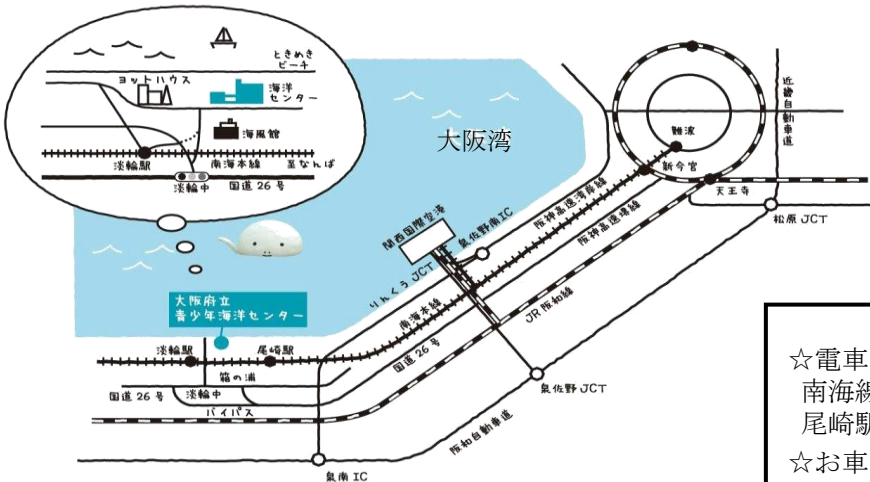 ときめき
ビーチ
ヨットハウス
海洋
センター
海風館
淡輪駅
南海本線
至なんば
淡輪中
国道26号
大阪湾
近畿自動車道
難波
新今宮
天王寺
松原JCT
関西国際空港
泉佐野南IC
阪神高速湾岸線
阪神高速堺線
りんくうJCT
南海本線
JR阪和線
国道26号
大阪府立
青少年海洋センター
淡輪駅
尾崎駅
箱の浦
国道26号
淡輪中
バイパス
泉佐野JCT
阪和自動車道
泉南IC
☆電車
南海線
尾崎駅
☆お車